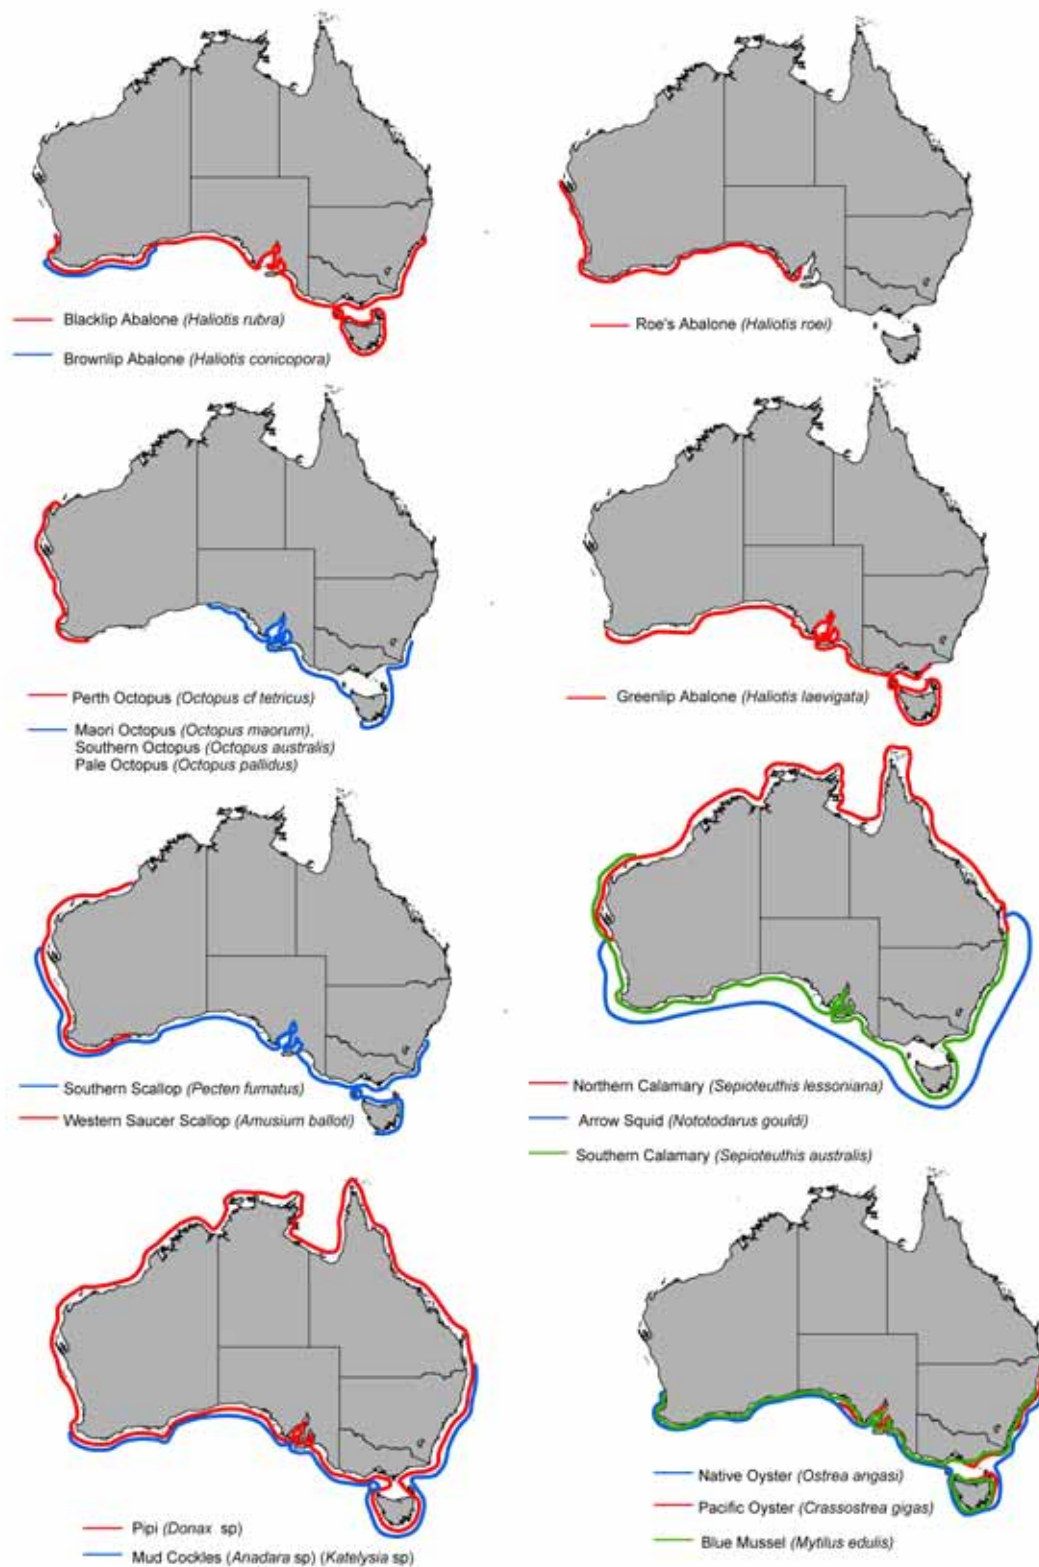 Blacklip Abalone (Haliotis rubra)
Brownlip Abalone (Haliotis conicopora)
Roe's Abalone (Haliotis roei)
Perth Octopus (Octopus cf tetricus)
Maori Octopus (Octopus maorum),
Southern Octopus (Octopus australis)
Pale Octopus (Octopus pallidus)
Greenlip Abalone (Haliotis laevigata)
Southern Scallop (Pecten fumatus)
Western Saucer Scallop (Amusium balloti)
Northern Calamary (Sepioteuthis lessoniana)
Arrow Squid (Nototodarus gouldi)
Southern Calamary (Sepioteuthis australis)
Pipi (Donax sp)
Mud Cockles (Anadara sp) (Katelysia sp)
Native Oyster (Ostrea angasi)
Pacific Oyster (Crassostrea gigas)
Blue Mussel (Mytilus edulis)